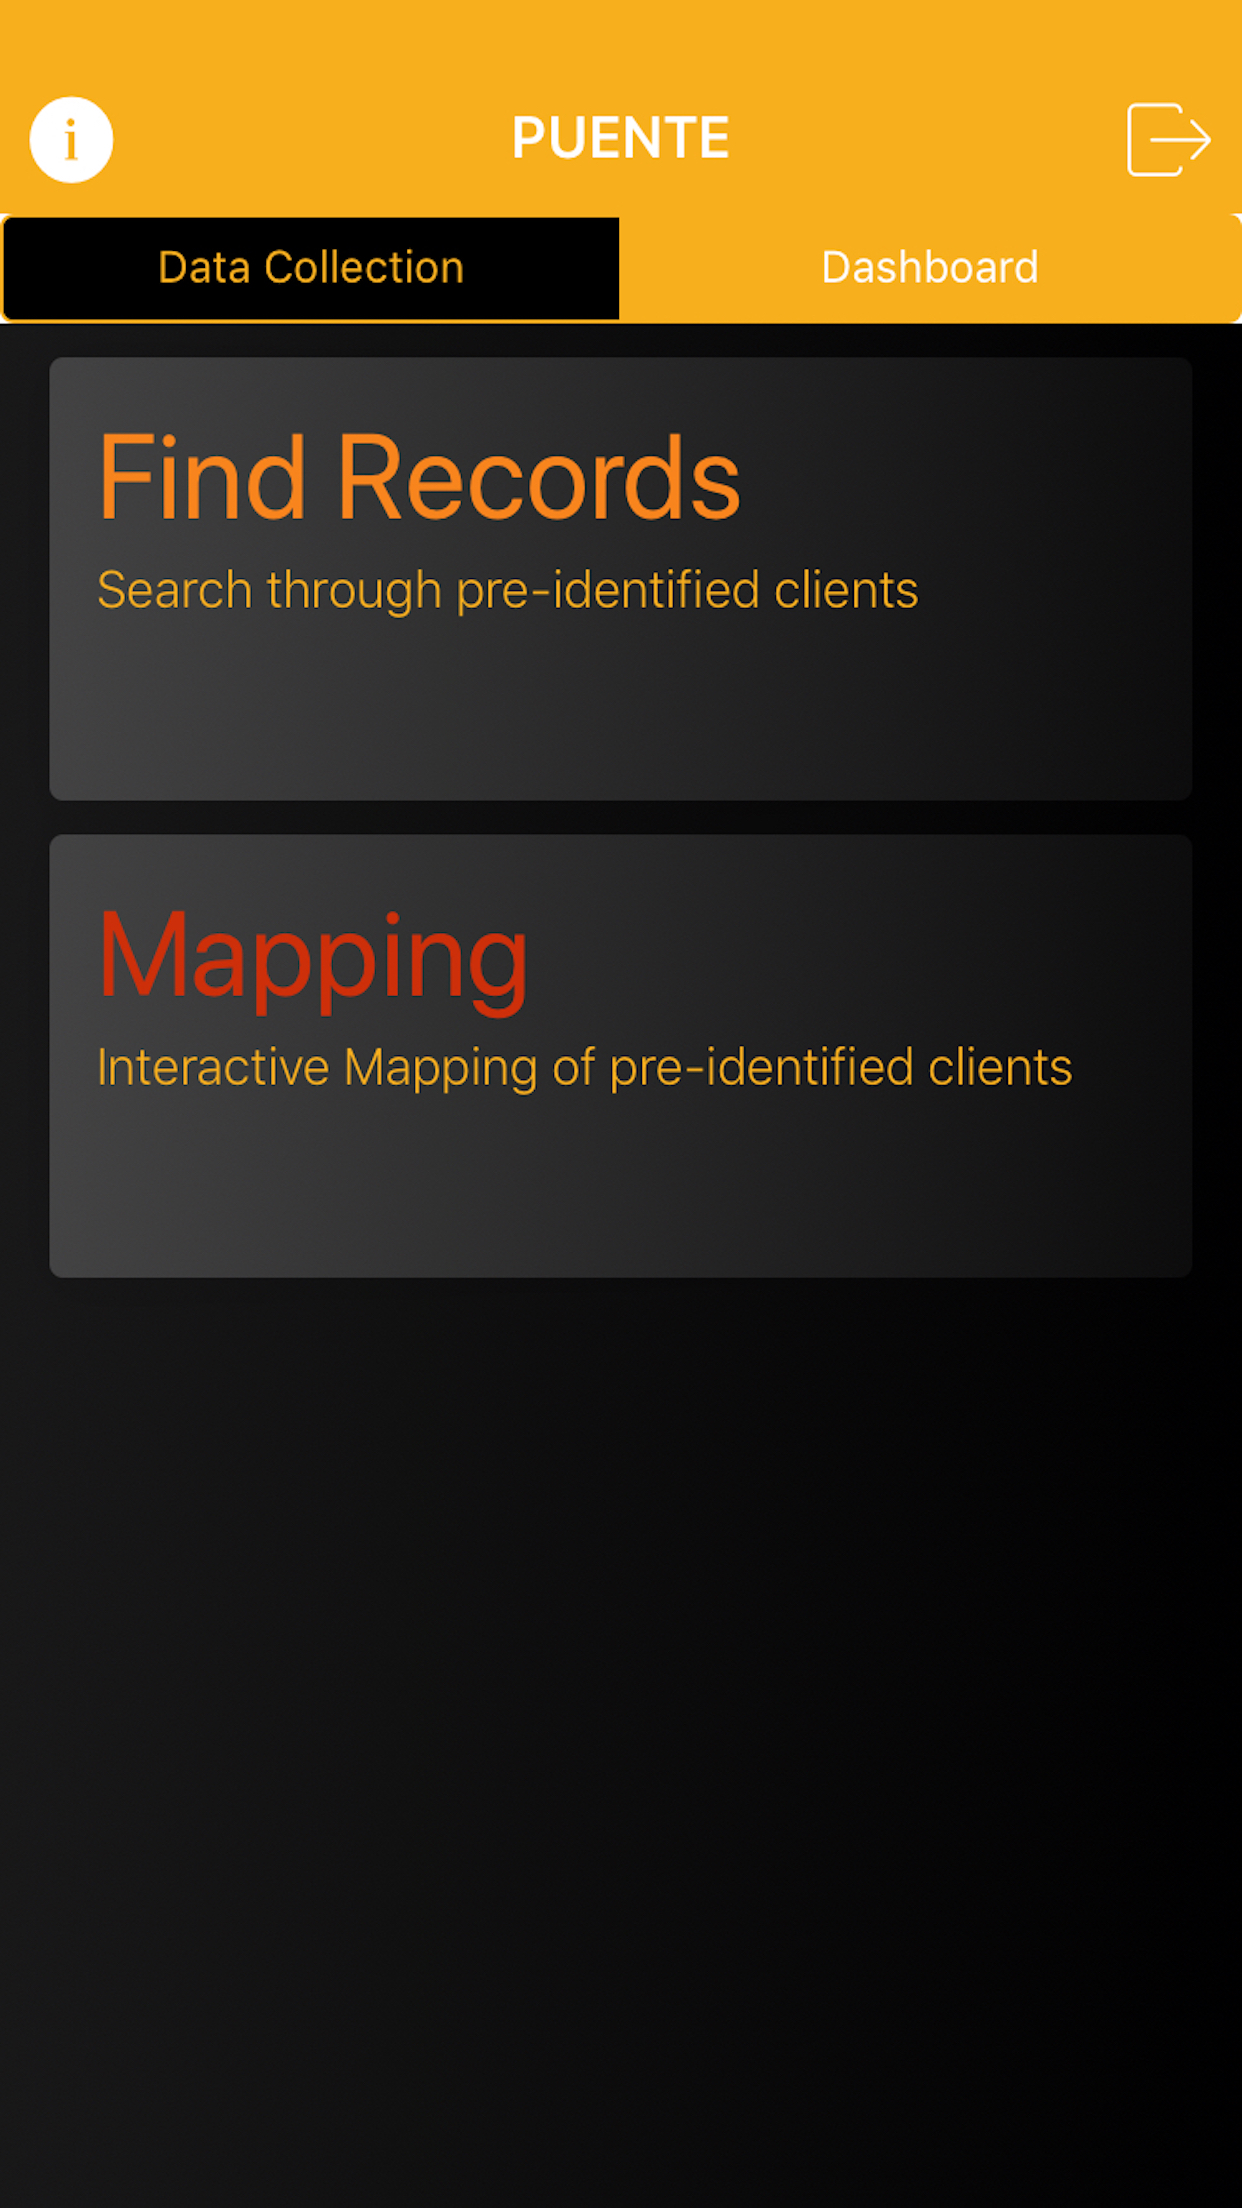 i
PUENTE
Data Collection
Dashboard
Find Records
Search through pre-identified clients
Mapping
Interactive Mapping of pre-identified clients